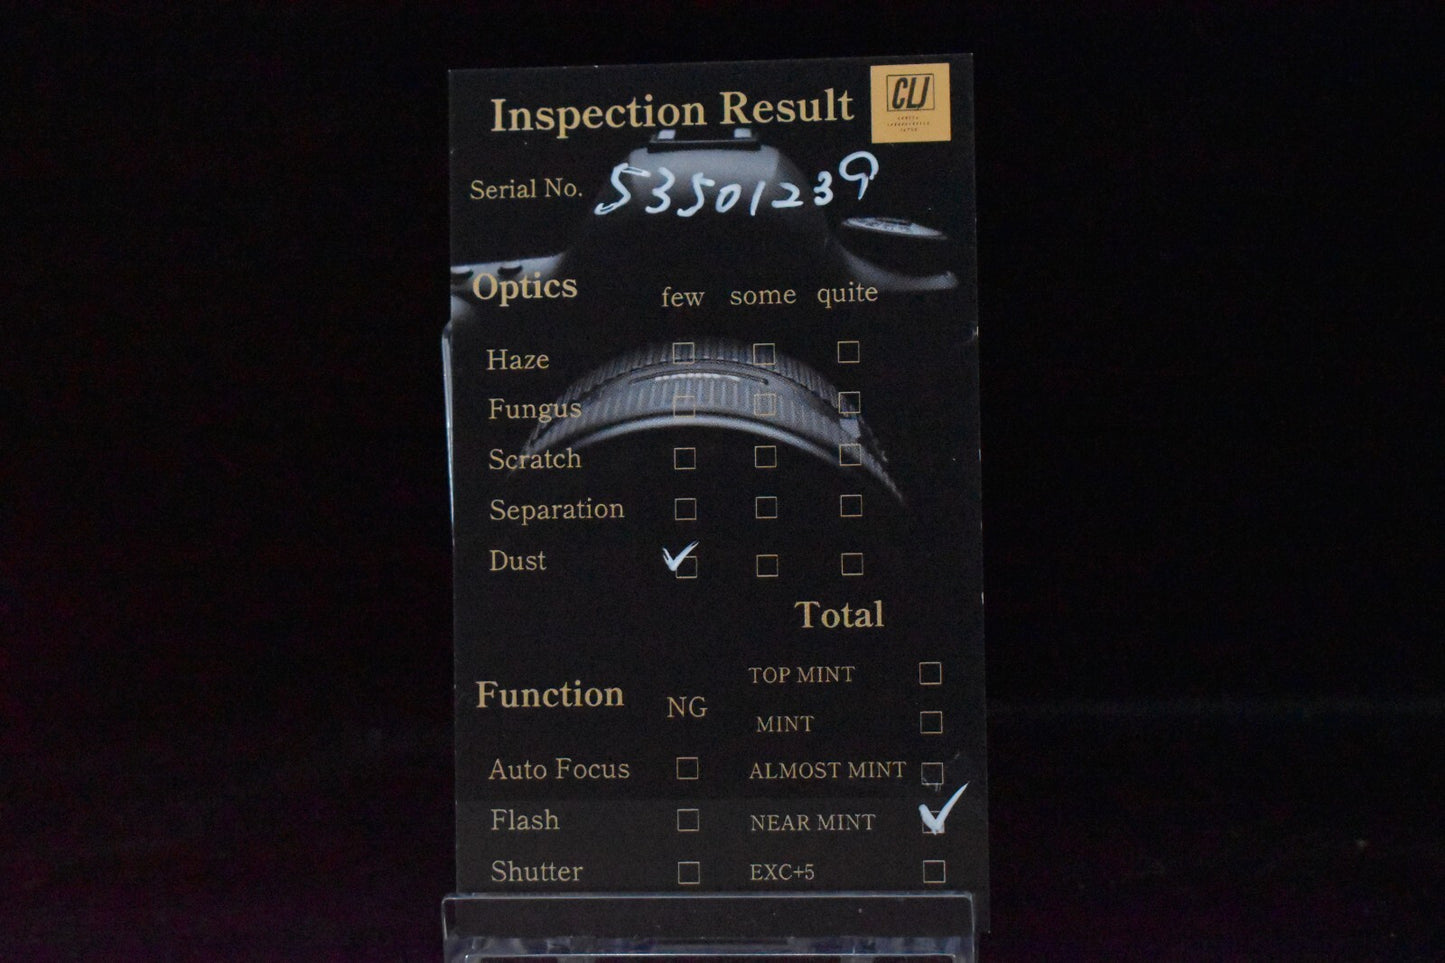 Inspection Result
CLJ
Serial No. 53501239
Optics few some quite
Haze
Fungus
Scratch
Separation
Dust ✓
Total
Function NG
TOP MINT
MINT
Auto Focus ALMOST MINT
Flash NEAR MINT ✓
Shutter EXC+5